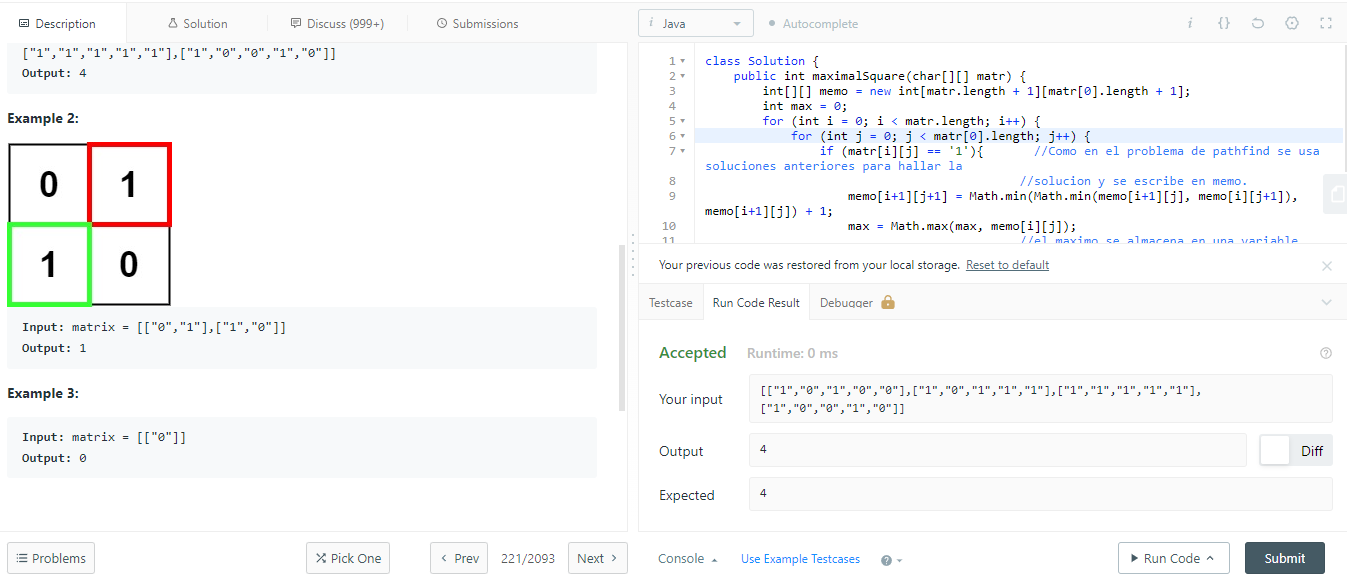 Description
Solution
Discuss (999+)
Submissions
["1","1","1","1","1"],["1","0","0","1","0"]]
Output: 4
Example 2:
0 1
1 0
Input: matrix = [["0","1"],["1","0"]]
Output: 1
Example 3:
Input: matrix = [["0"]]
Output: 0
Problems
Pick One
Prev
221/2093
Next
i Java
Autocomplete
i {}
1 class Solution {
2 public int maximalSquare(char[][] matr) {
3 int[][] memo = new int[matr.length + 1][matr[0].length + 1];
4 int max = 0;
5 for (int i = 0; i < matr.length; i++) {
6 for (int j = 0; j < matr[0].length; j++) {
7 if (matr[i][j] == '1'){ //Como en el problema de pathfind se usa
soluciones anteriores para hallar la
8 //solucion y se escribe en memo.
9 memo[i+1][j+1] = Math.min(Math.min(memo[i+1][j], memo[i][j+1]),
memo[i+1][j]) + 1;
10 max = Math.max(max, memo[i][j]);
11 //el maximo se almacena en una variable
Your previous code was restored from your local storage. Reset to default
Testcase
Run Code Result
Debugger
Accepted Runtime: 0 ms
Your input
[["1","0","1","0","0"],["1","0","1","1","1"],["1","1","1","1","1"],
["1","0","0","1","0"]]
Output
4
Diff
Expected
4
Console
Use Example Testcases
Run Code
Submit